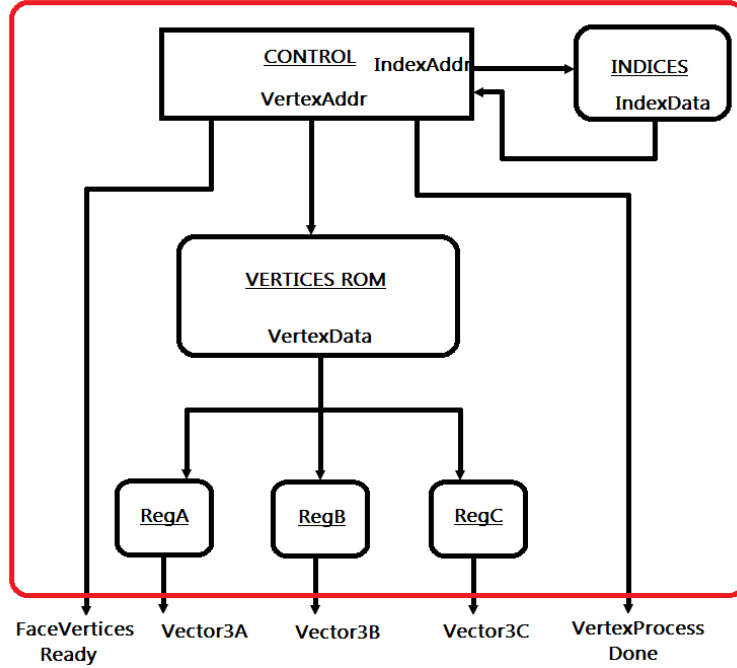 CONTROL
IndexAddr
VertexAddr
INDICES
IndexData
VERTICES ROM
VertexData
RegA
RegB
RegC
FaceVertices
Ready
Vector3A
Vector3B
Vector3C
VertexProcess
Done